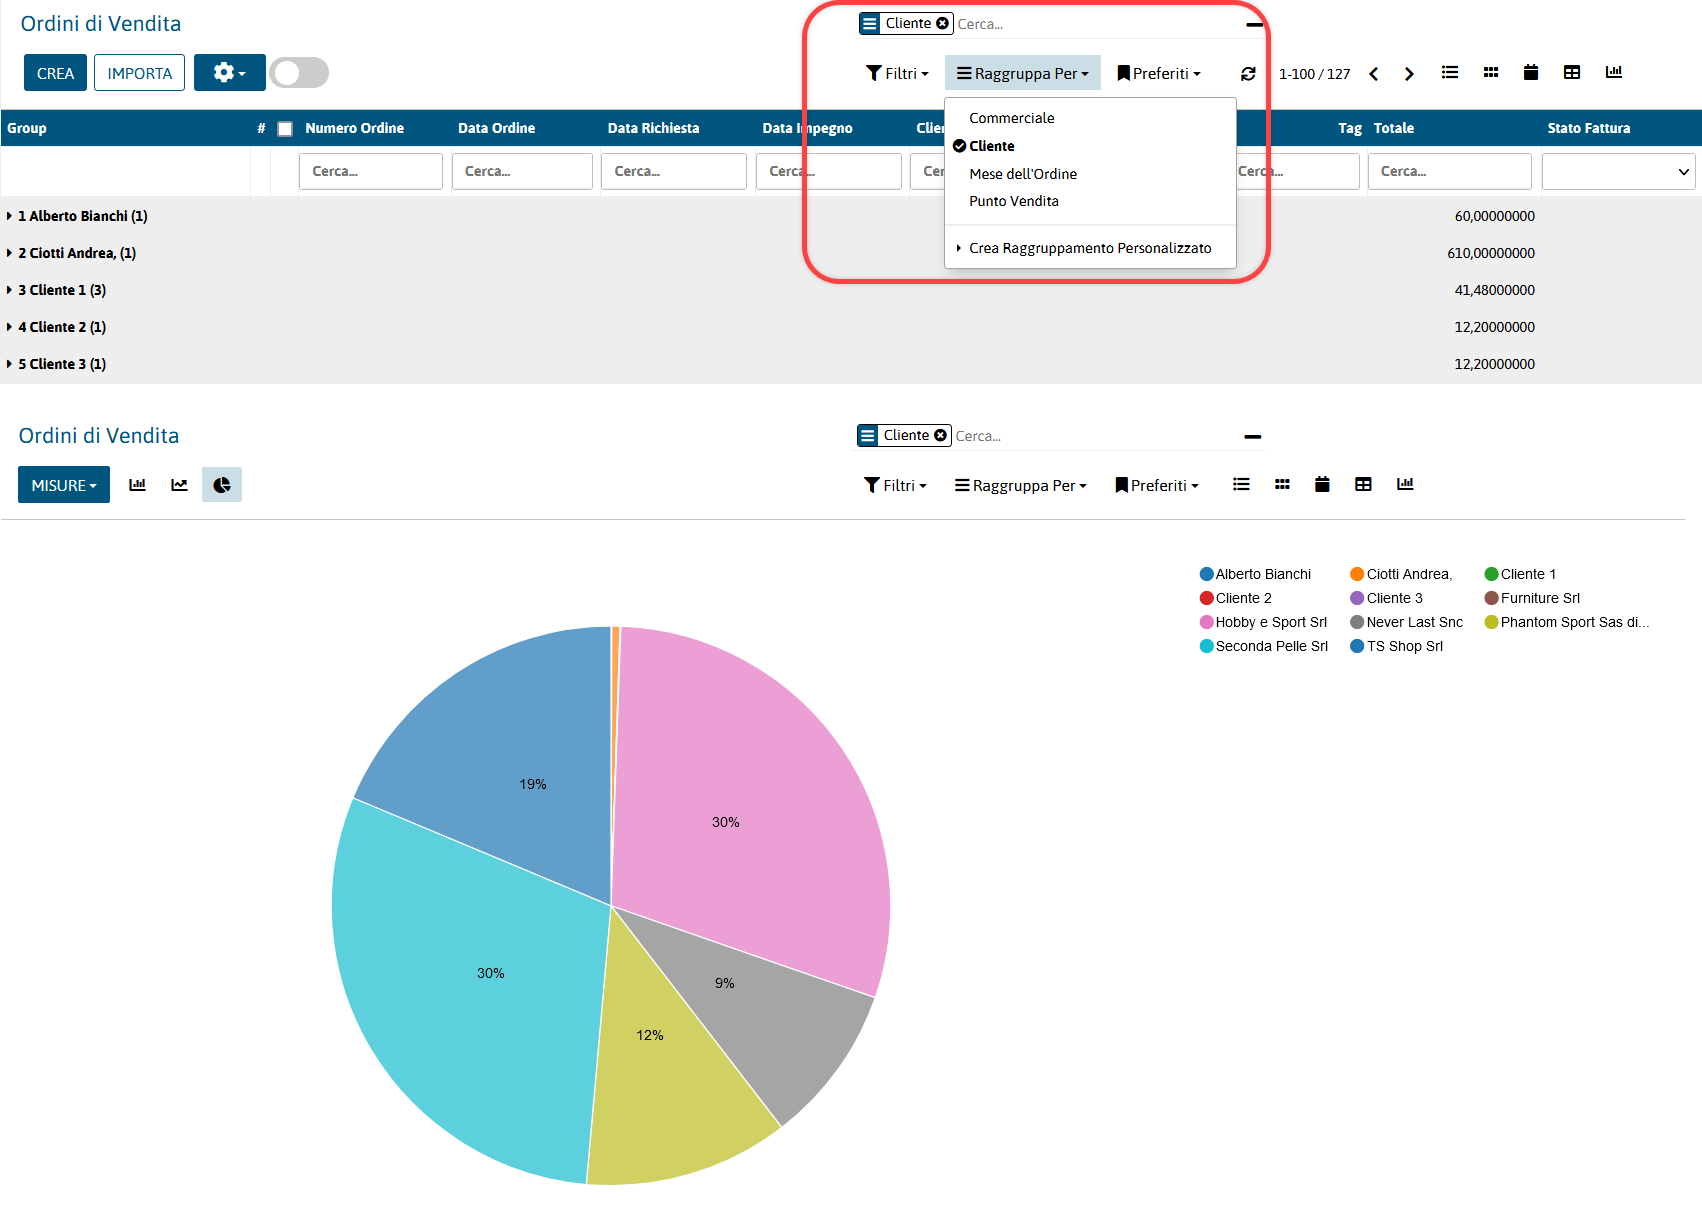 Ordini di Vendita
Cliente Cerca...
CREA IMPORTA
Filtri Raggruppa Per Preferiti 1-100 / 127
Group # Numero Ordine Data Ordine Data Richiesta Data Impegno Clien Tag Totale Stato Fattura
Cerca... Cerca... Cerca... Cerca... Cer Cerca... Cerca...
Commerciale
Cliente
Mese dell'Ordine
Punto Vendita
Crea Raggruppamento Personalizzato
1 Alberto Bianchi (1) 60,00000000
2 Ciotti Andrea, (1) 610,00000000
3 Cliente 1 (3) 41,48000000
4 Cliente 2 (1) 12,20000000
5 Cliente 3 (1) 12,20000000
Ordini di Vendita
Cliente Cerca...
MISURE
Filtri Raggruppa Per Preferiti
Alberto Bianchi Ciotti Andrea, Cliente 1
Cliente 2 Cliente 3 Furniture Srl
Hobby e Sport Srl Never Last Snc Phantom Sport Sas di...
Seconda Pelle Srl TS Shop Srl
19%
30%
30%
9%
12%